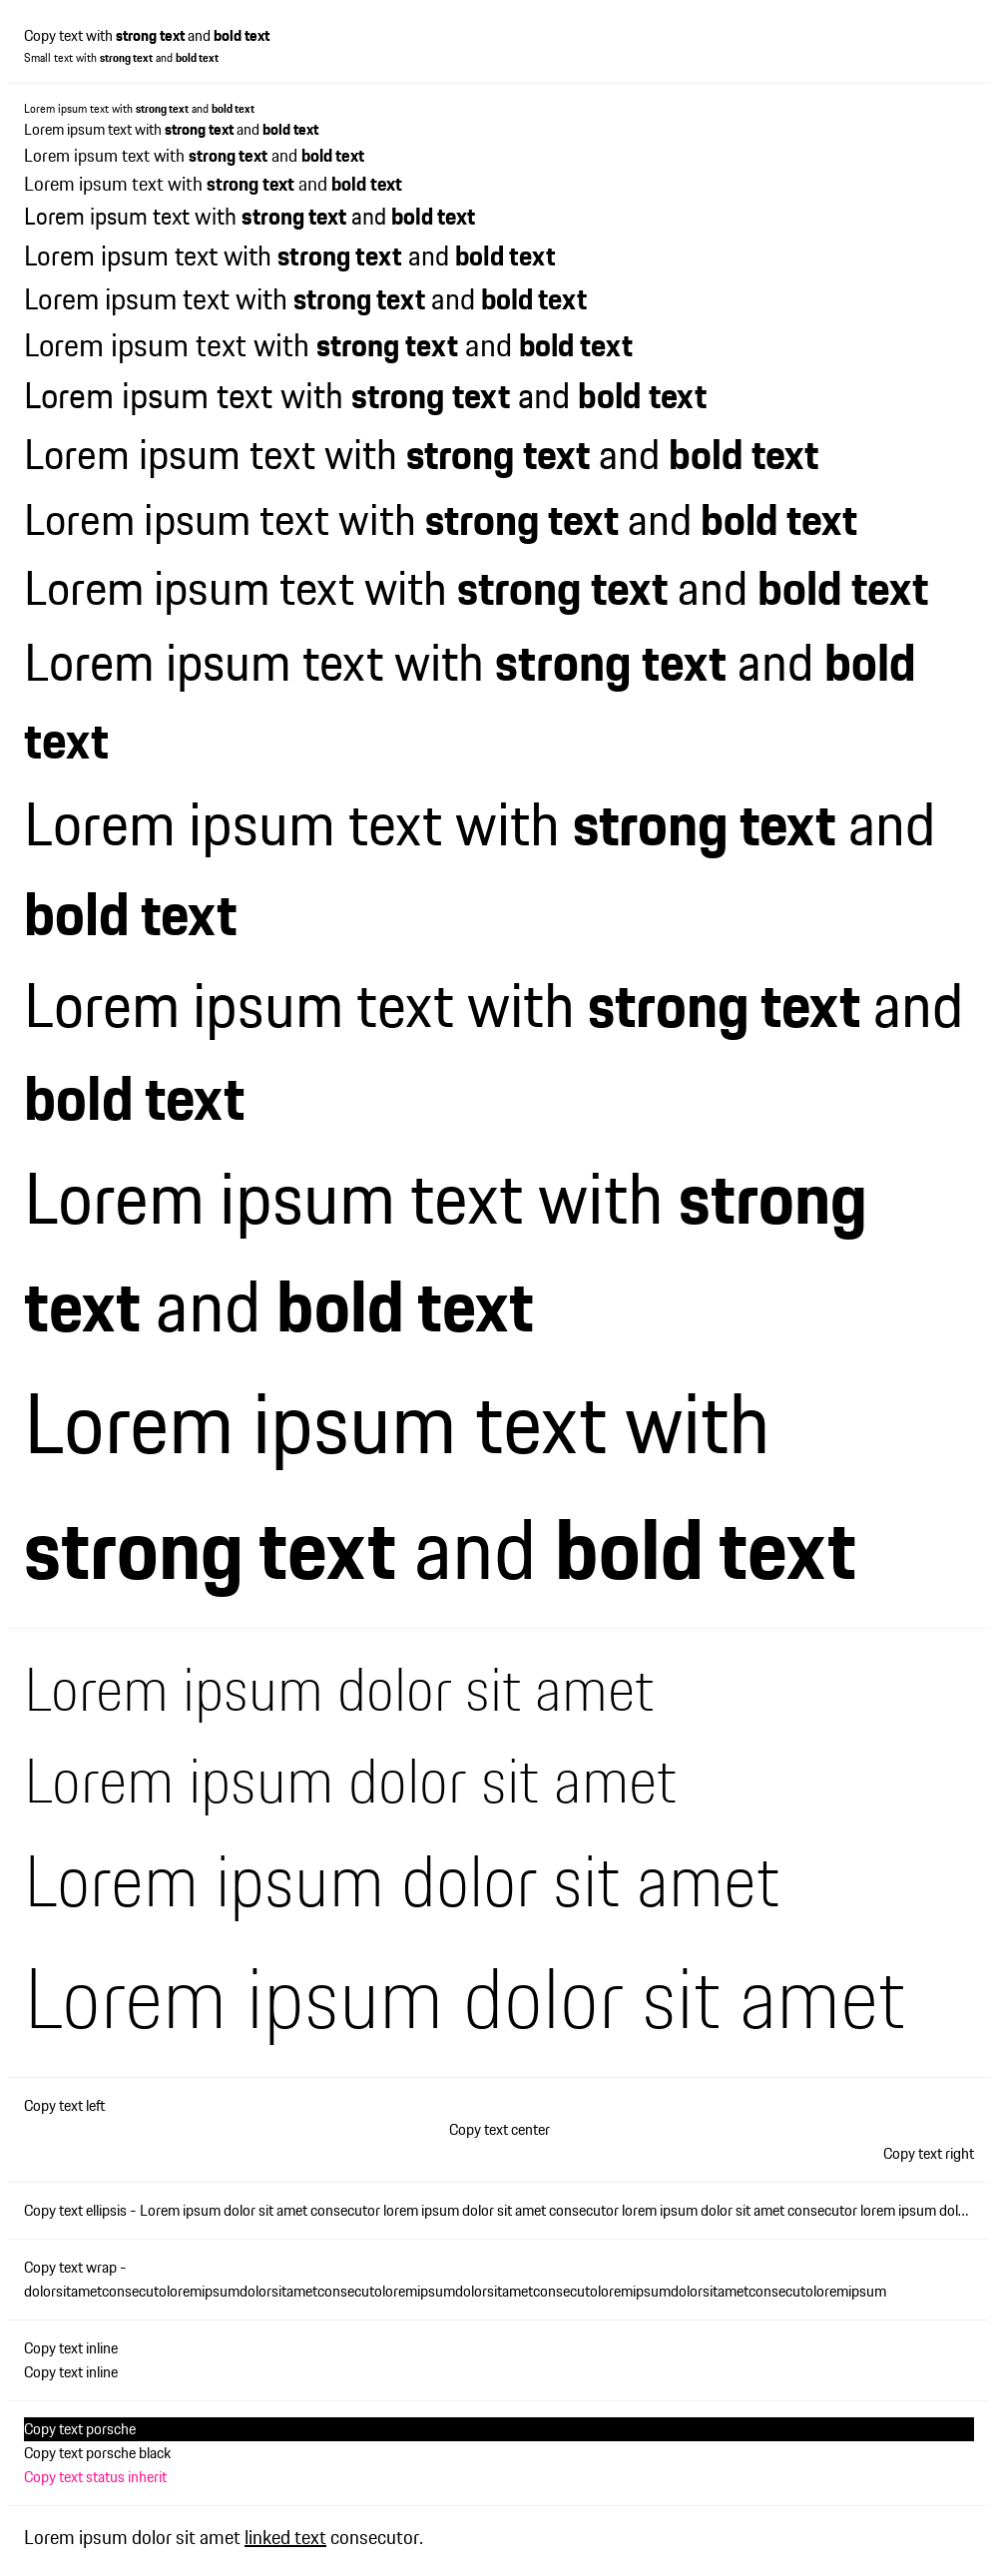 Copy text with strong text and bold text
Small text with strong text and bold text
Lorem ipsum text with strong text and bold text
Lorem ipsum text with strong text and bold text
Lorem ipsum text with strong text and bold text
Lorem ipsum text with strong text and bold text
Lorem ipsum text with strong text and bold text
Lorem ipsum text with strong text and bold text
Lorem ipsum text with strong text and bold text
Lorem ipsum text with strong text and bold text
Lorem ipsum text with strong text and bold text
Lorem ipsum text with strong text and bold text
Lorem ipsum text with strong text and bold text
Lorem ipsum text with strong text and bold text
Lorem ipsum text with strong text and bold
text
Lorem ipsum text with strong text and
bold text
Lorem ipsum text with strong text and
bold text
Lorem ipsum text with strong
text and bold text
Lorem ipsum text with
strong text and bold text
Lorem ipsum dolor sit amet
Lorem ipsum dolor sit amet
Lorem ipsum dolor sit amet
Lorem ipsum dolor sit amet
Copy text left
Copy text center
Copy text right
Copy text ellipsis - Lorem ipsum dolor sit amet consecutor lorem ipsum dolor sit amet consecutor lorem ipsum dolor sit amet consecutor lorem ipsum dol...
Copy text wrap -
dolorsitametconsecutoloremipsumdolorsitametconsecutoloremipsumdolorsitametconsecutoloremipsumdolorsitametconsecutoloremipsum
Copy text inline
Copy text inline
Copy text porsche
Copy text porsche black
Copy text status inherit
Lorem ipsum dolor sit amet linked text consecutor.